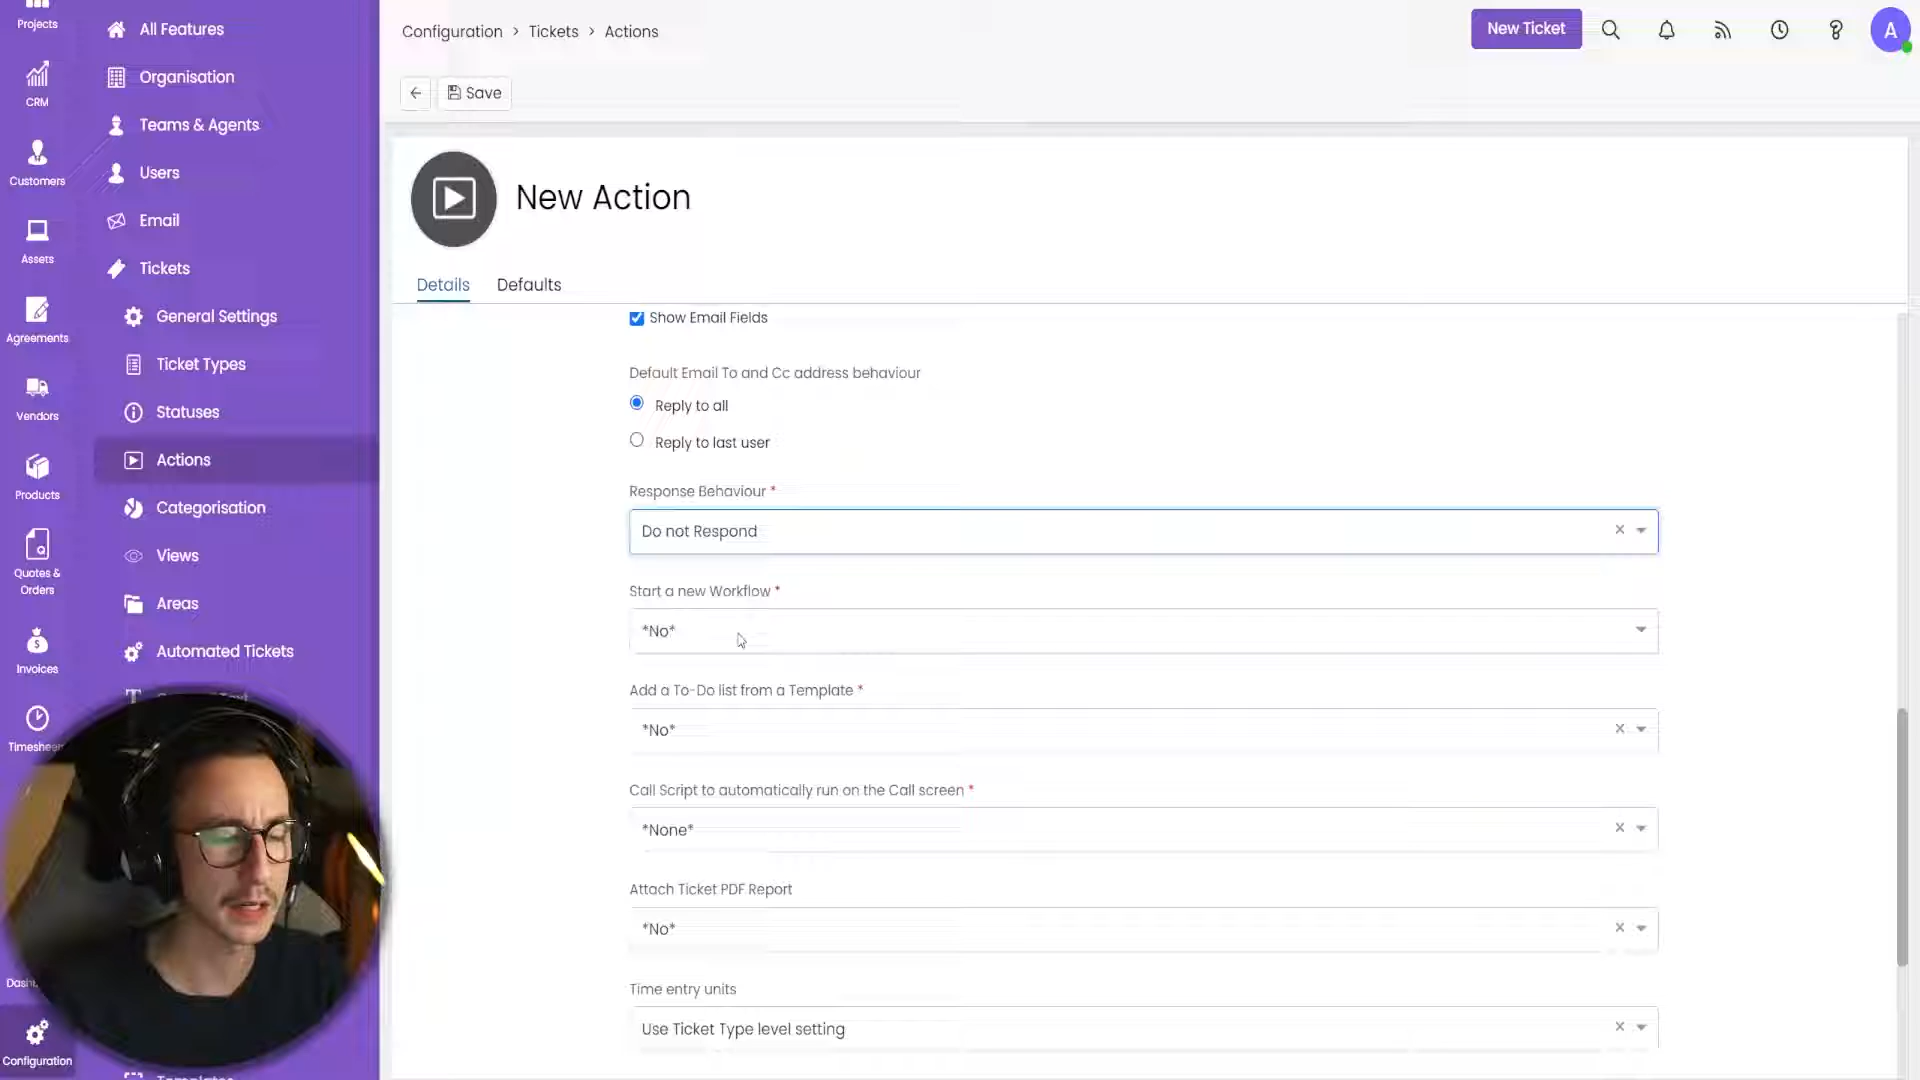 Projects
CRM
Customers
Assets
Agreements
Vendors
Products
Quotes &
Orders
Invoices
Configuration
All Features
Organisation
Teams & Agents
Users
Email
Tickets
General Settings
Ticket Types
Statuses
Actions
Categorisation
Views
Areas
Automated Tickets
Configuration > Tickets > Actions
New Ticket
A
Save
New Action
Details Defaults
Show Email Fields
Default Email To and Cc address behaviour
Reply to all
Reply to last user
Response Behaviour *
Do not Respond
Start a new Workflow *
*No*
Add a To-Do list from a Template *
*No*
Call Script to automatically run on the Call screen *
*None*
Attach Ticket PDF Report
*No*
Time entry units
Use Ticket Type level setting